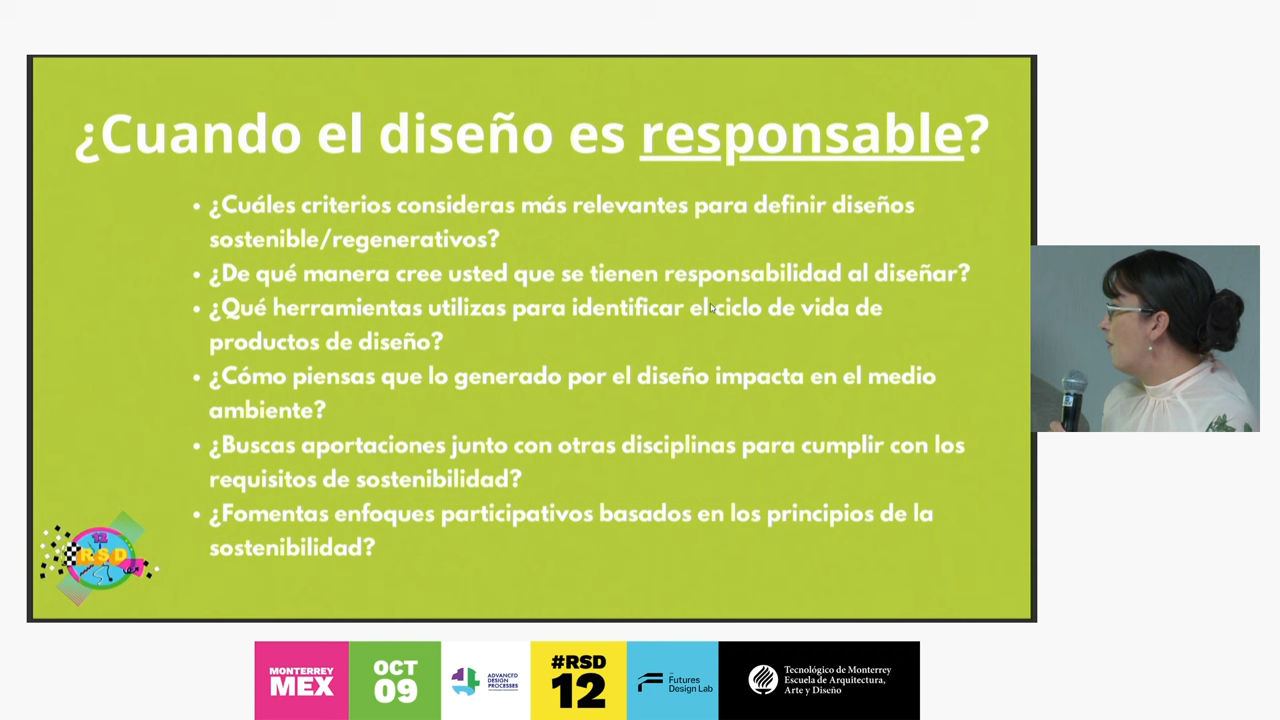 ¿Cuando el diseño es responsable?
• ¿Cuáles criterios consideras más relevantes para definir diseños
sostenible/regenerativos?
• ¿De qué manera cree usted que se tienen responsabilidad al diseñar?
• ¿Qué herramientas utilizas para identificar el ciclo de vida de
productos de diseño?
• ¿Cómo piensas que lo generado por el diseño impacta en el medio
ambiente?
• ¿Buscas aportaciones junto con otras disciplinas para cumplir con los
requisitos de sostenibilidad?
• ¿Fomentas enfoques participativos basados en los principios de la
sostenibilidad?
12
RSD
MONTERREY
MEX
OCT
09
ADVANCED
DESIGN
PROCESSES
#RSD
12
Futures
Design Lab
Tecnológico de Monterrey
Escuela de Arquitectura,
Arte y Diseño